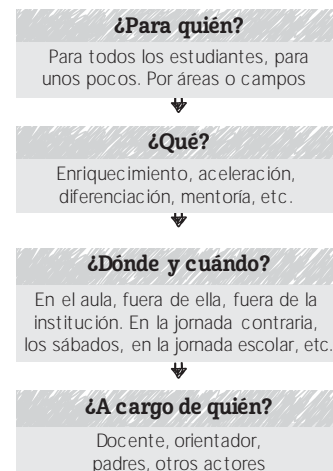 ¿Para quién?
Para todos los estudiantes, para
unos pocos. Por áreas o campos
¿Qué?
Enriquecimiento, aceleración,
diferenciación, mentoría, etc.
¿Dónde y cuándo?
En el aula, fuera de ella, fuera de la
institución. En la jornada contraria,
los sábados, en la jornada escolar, etc.
¿A cargo de quién?
Docente, orientador,
padres, otros actores